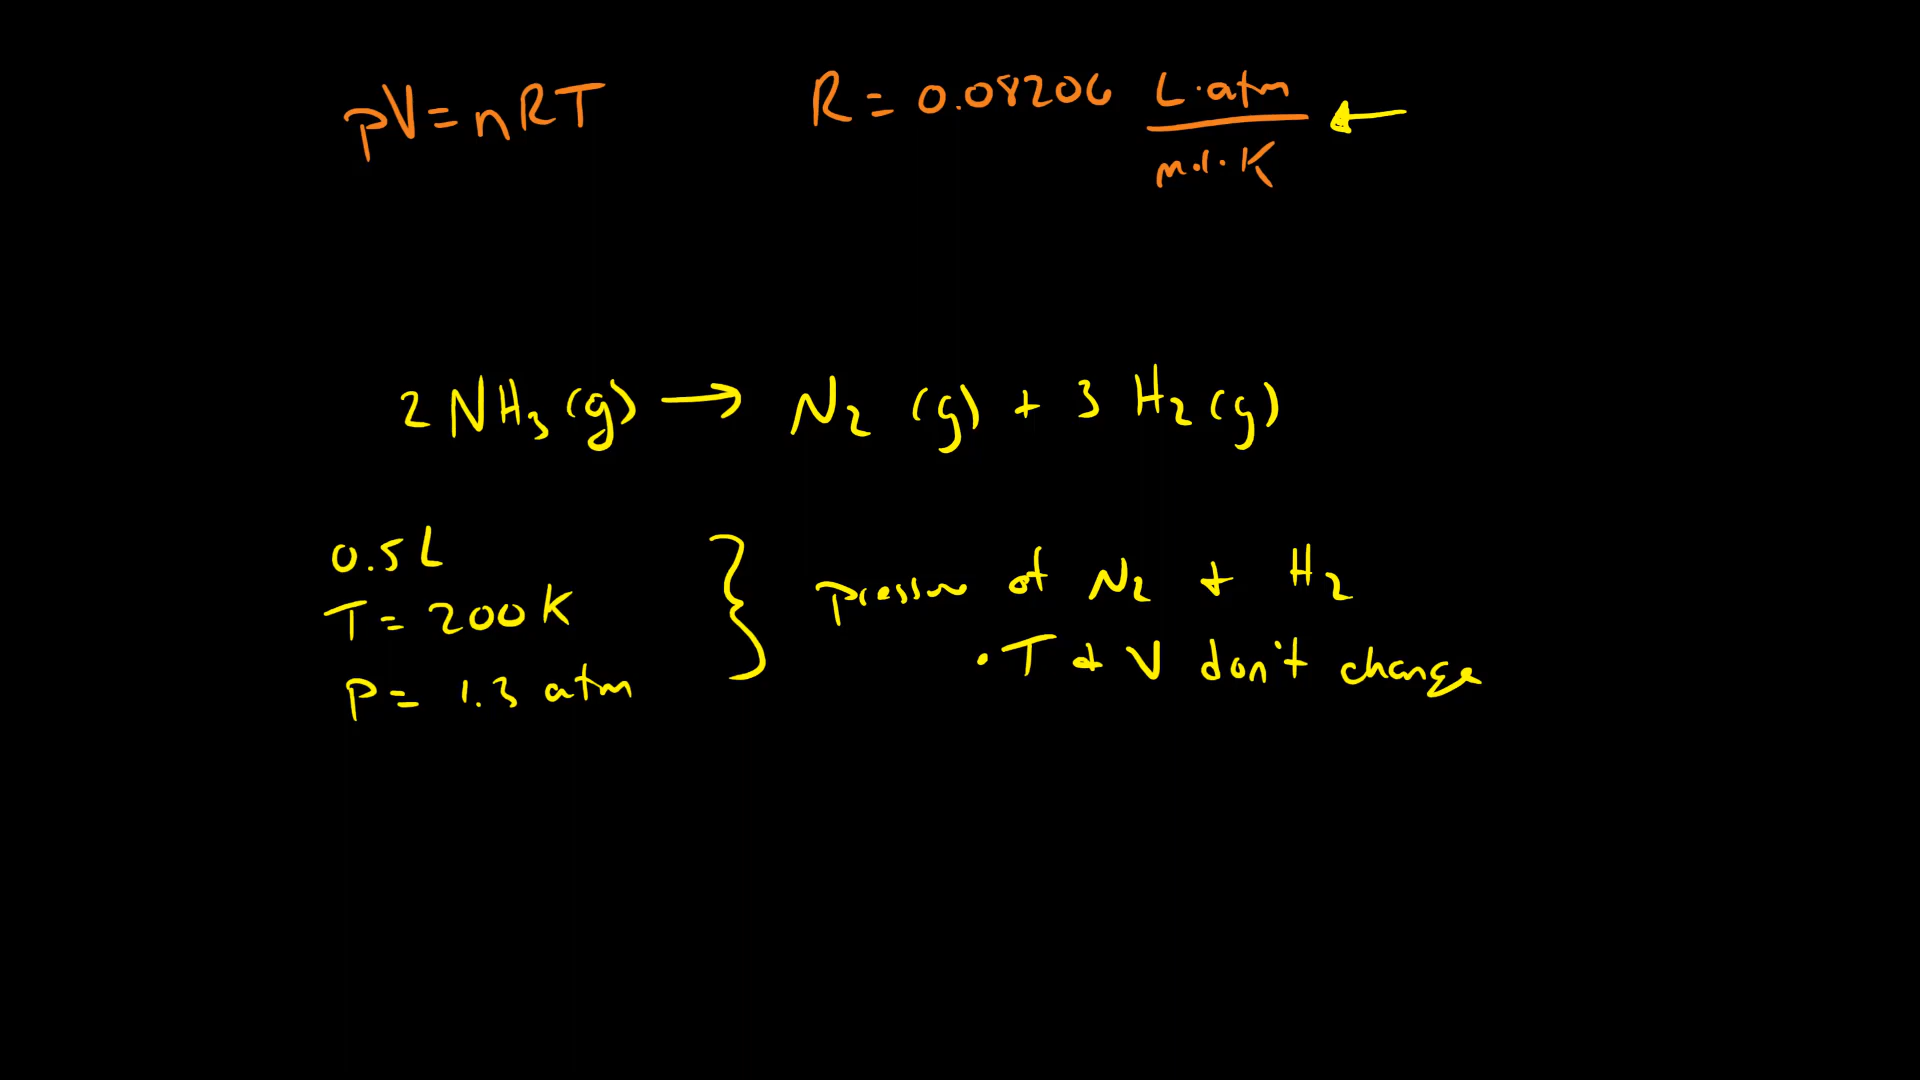 pV=nRT R = 0.08206 L·atm / mol·K ←
2 NH₃ (g) → N₂ (g) + 3 H₂ (g)
0.5 L
T = 200 K
P = 1.3 atm
pressure of N₂ + H₂
• T & V don't change